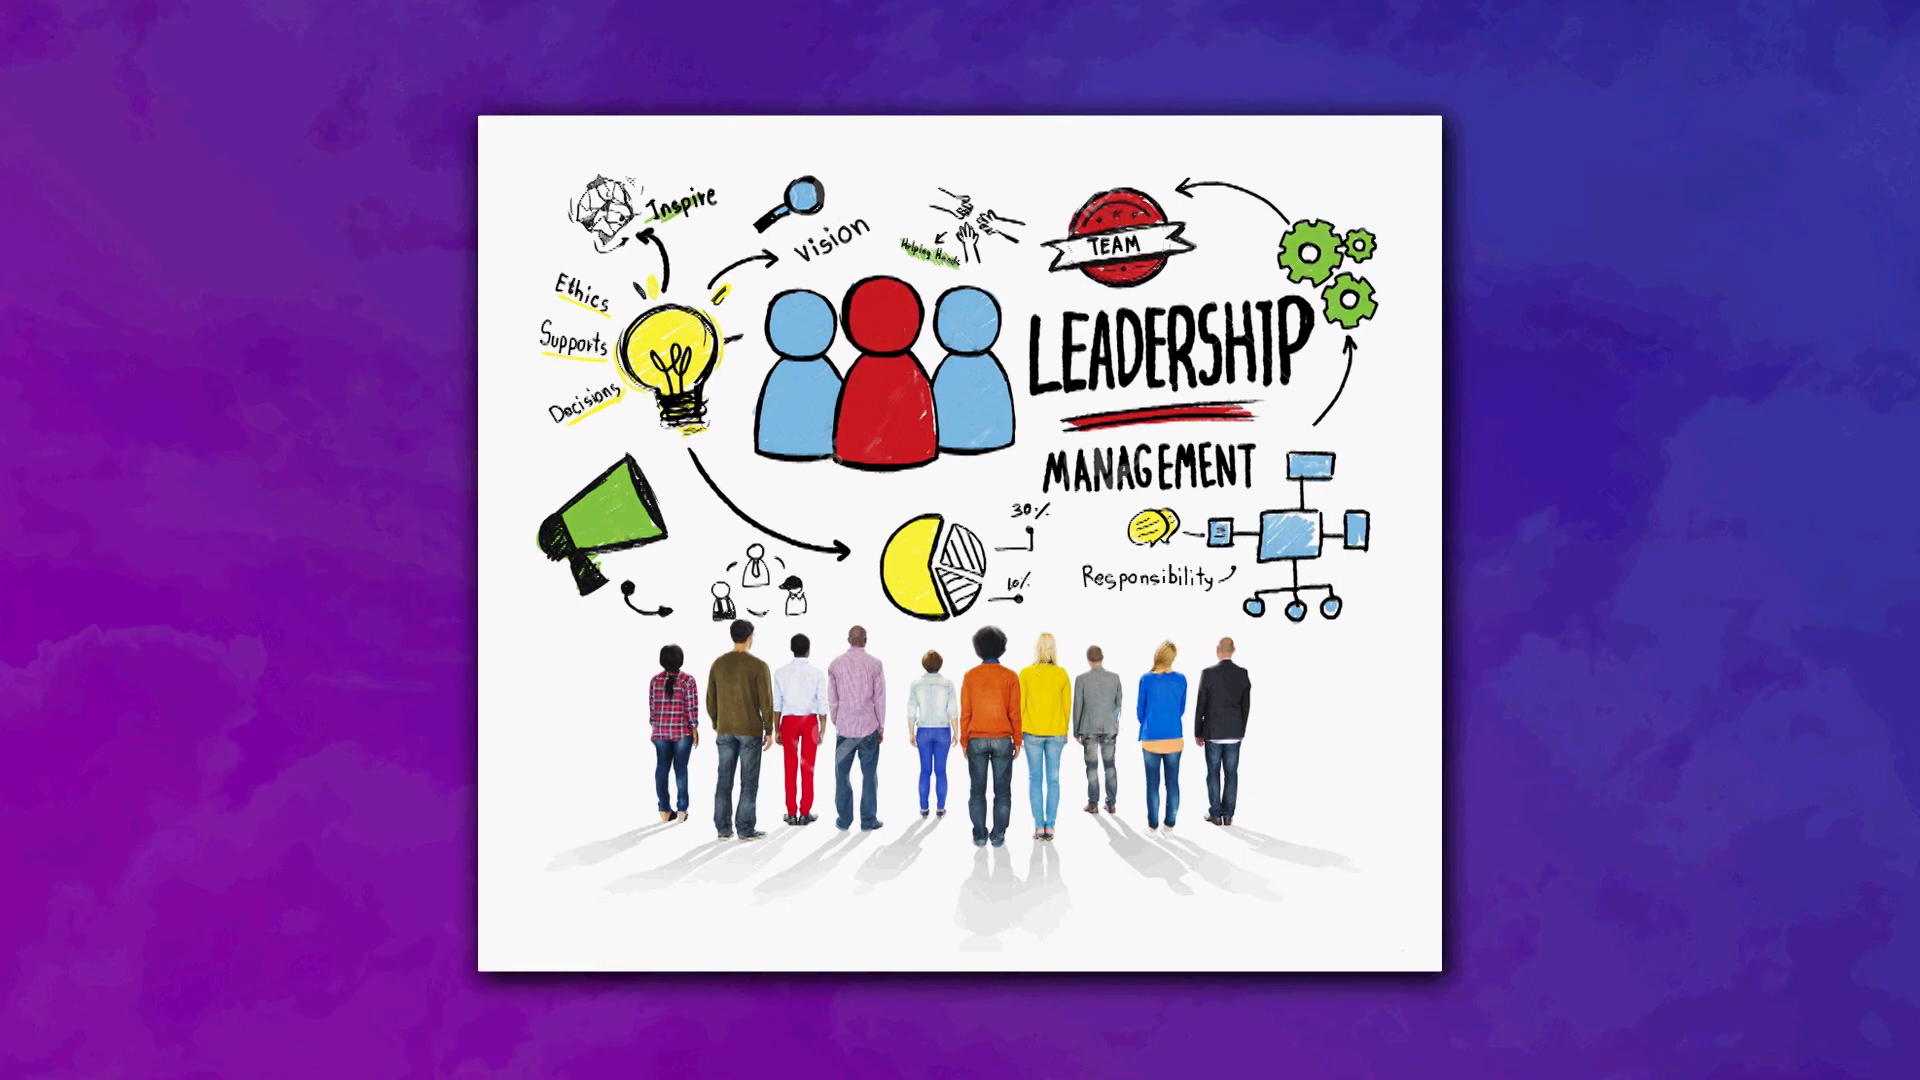 Inspire
Vision
Helping Hands
TEAM
Ethics
Supports
Decisions
LEADERSHIP
MANAGEMENT
30%
10%
Responsibility